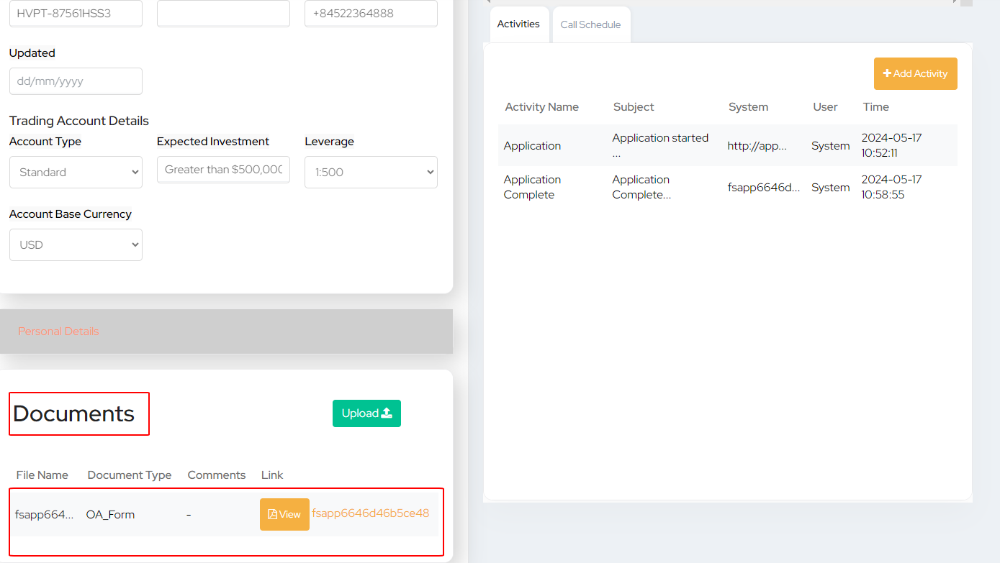 HVPT-87561HSS3
+84522364888
Updated
dd/mm/yyyy
Trading Account Details
Account Type
Expected Investment
Leverage
Standard
Greater than $500,000
1:500
Account Base Currency
USD
Personal Details
Documents
Upload
File Name
Document Type
Comments
Link
fsapp664...
OA_Form
-
View
fsapp6646d46b5ce48
Activities
Call Schedule
Add Activity
Activity Name
Subject
System
User
Time
Application
Application started
...
http://app...
System
2024-05-17
10:52:11
Application
Complete
Application
Complete...
fsapp6646d...
System
2024-05-17
10:58:55